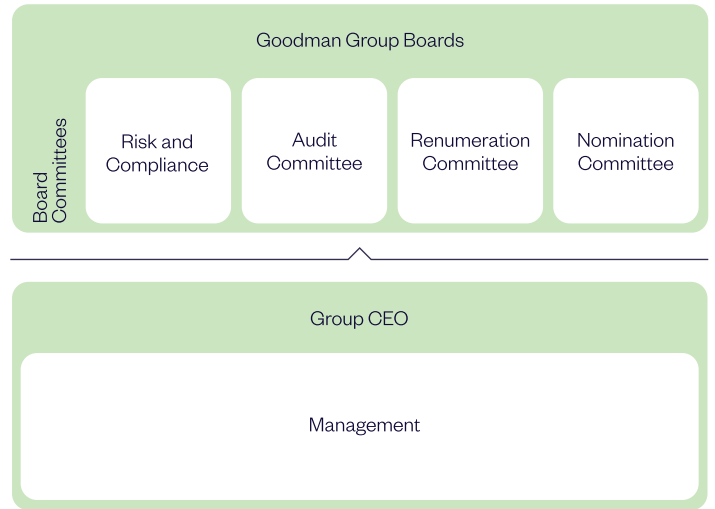 Goodman Group Boards
Board
Committees
Risk and
Compliance
Audit
Committee
Renumeration
Committee
Nomination
Committee
Group CEO
Management